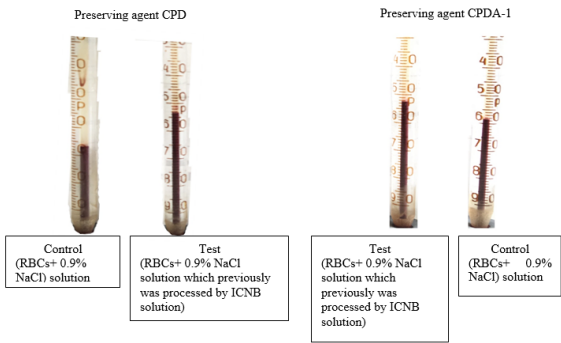 Preserving agent CPD
Preserving agent CPDA-1
Control
(RBCs+ 0.9%
NaCl) solution
Test
(RBCs+ 0.9% NaCl
solution which previously
was processed by ICNB
solution)
Test
(RBCs+ 0.9% NaCl
solution which
previously was
processed by ICNB
solution)
Control
(RBCs+ 0.9%
NaCl) solution